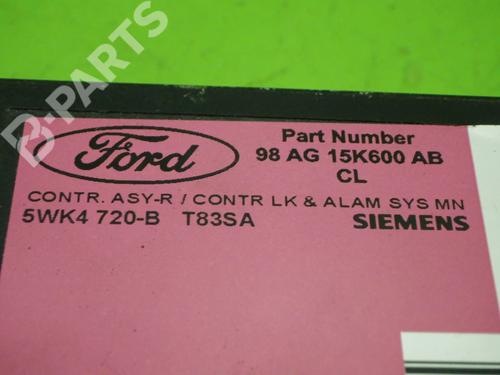 B-PARTS
Ford
Part Number
98 AG 15K600 AB
CL
CONTR. ASY-R / CONTR LK & ALAM SYS MN
5WK4 720-B T83SA SIEMENS